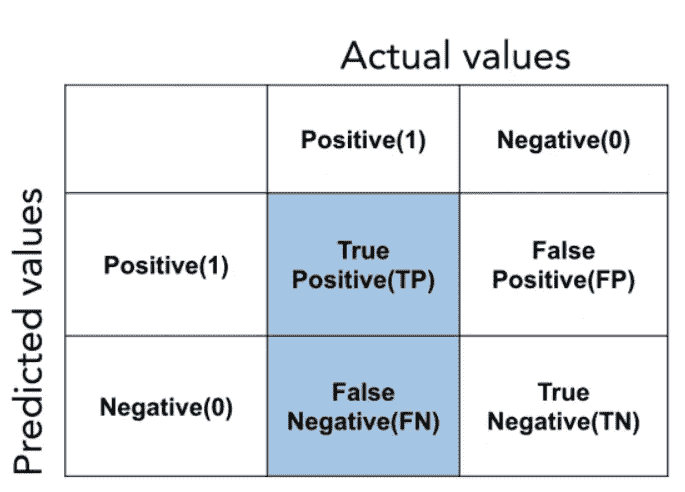 Actual values
Positive(1) Negative(0)
Predicted values
Positive(1)
True
Positive(TP)
False
Positive(FP)
Negative(0)
False
Negative(FN)
True
Negative(TN)